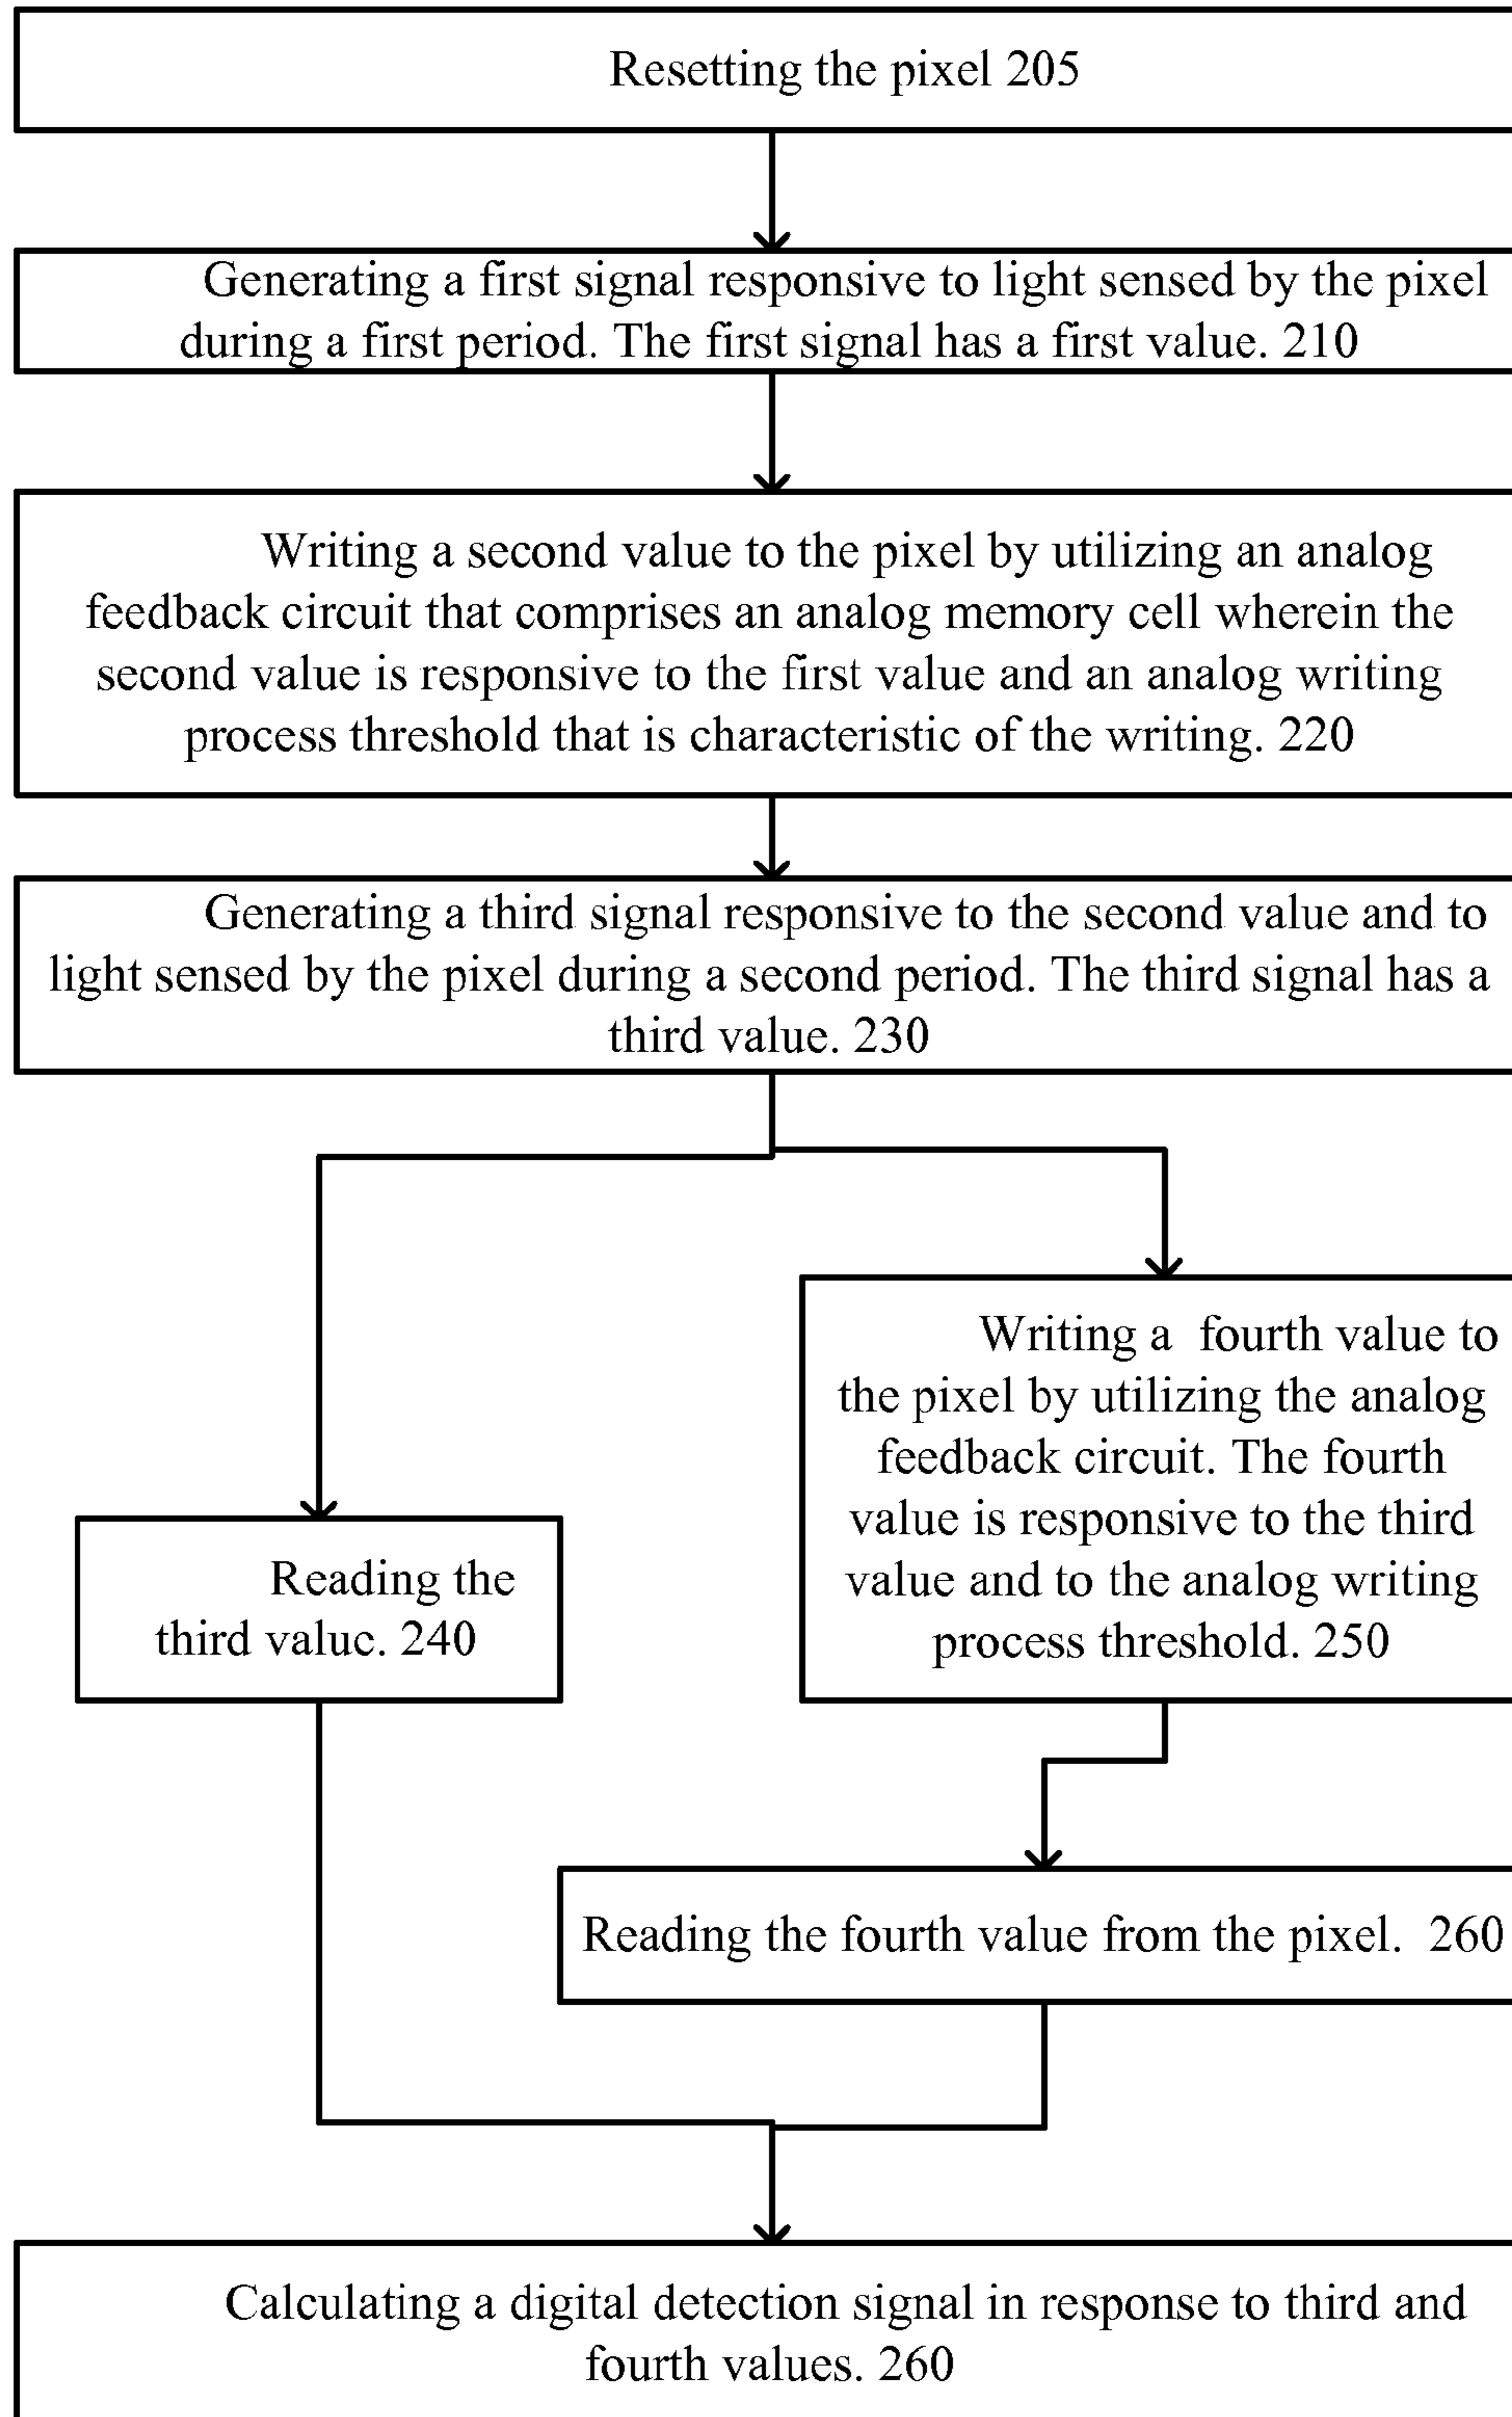 Resetting the pixel 205
Generating a first signal responsive to light sensed by the pixel
during a first period. The first signal has a first value. 210
Writing a second value to the pixel by utilizing an analog
feedback circuit that comprises an analog memory cell wherein the
second value is responsive to the first value and an analog writing
process threshold that is characteristic of the writing. 220
Generating a third signal responsive to the second value and to
light sensed by the pixel during a second period. The third signal has a
third value. 230
Writing a fourth value to
the pixel by utilizing the analog
feedback circuit. The fourth
value is responsive to the third
value and to the analog writing
process threshold. 250
Reading the
third value. 240
Reading the fourth value from the pixel. 260
Calculating a digital detection signal in response to third and
fourth values. 260